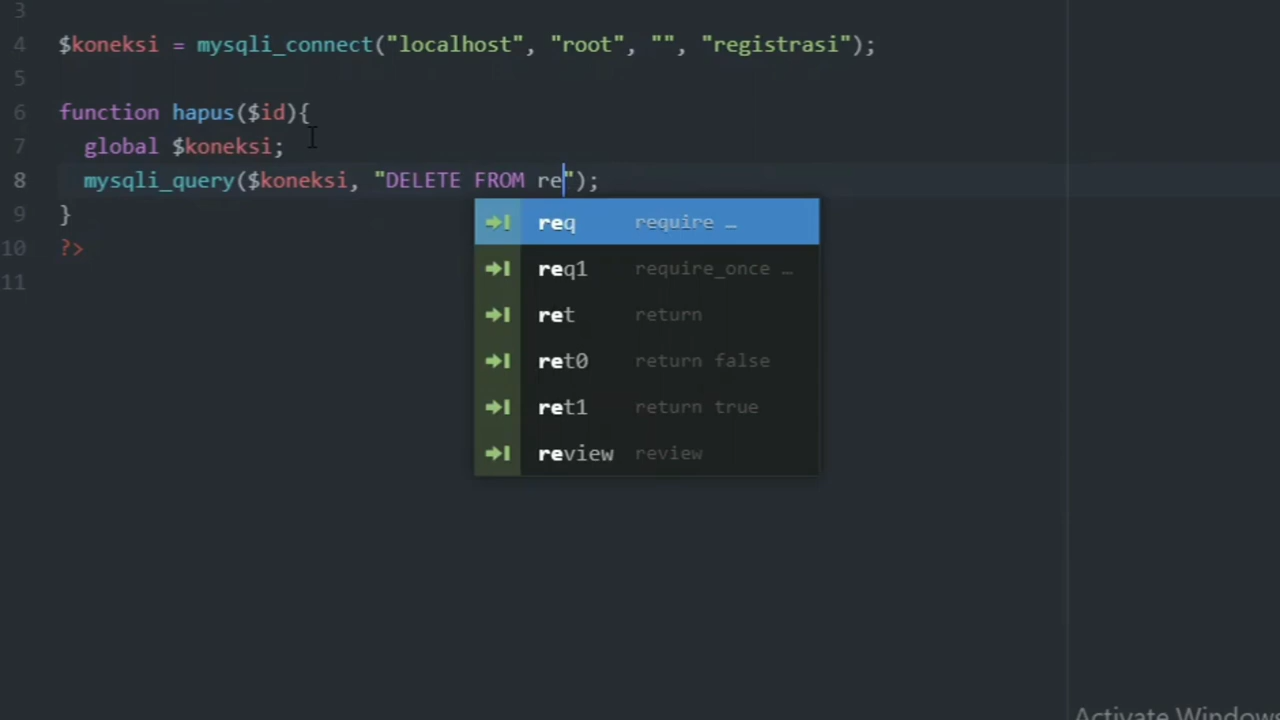 3
4 $koneksi = mysqli_connect("localhost", "root", "", "registrasi");
5
6 function hapus($id){
7 global $koneksi;
8 mysqli_query($koneksi, "DELETE FROM re");
9 }
10 ?>
11
req require …
req1 require_once …
ret return
ret0 return false
ret1 return true
review review
Activate Windows